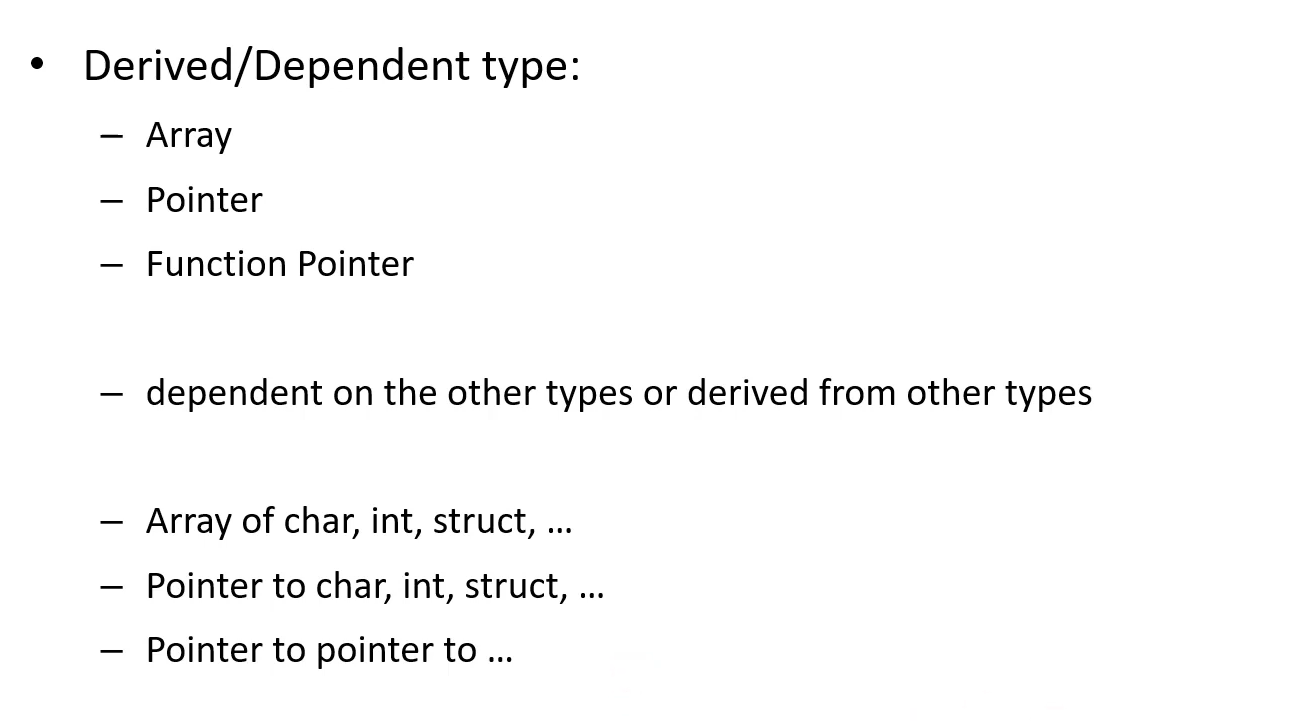 • Derived/Dependent type:
– Array
– Pointer
– Function Pointer
– dependent on the other types or derived from other types
– Array of char, int, struct, …
– Pointer to char, int, struct, …
– Pointer to pointer to …